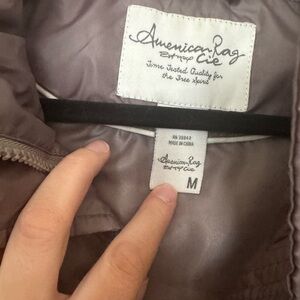 American Rag
Cie
Time Tested Quality for
the Free Spirit
MADE IN CHINA
American Rag
Cie
M